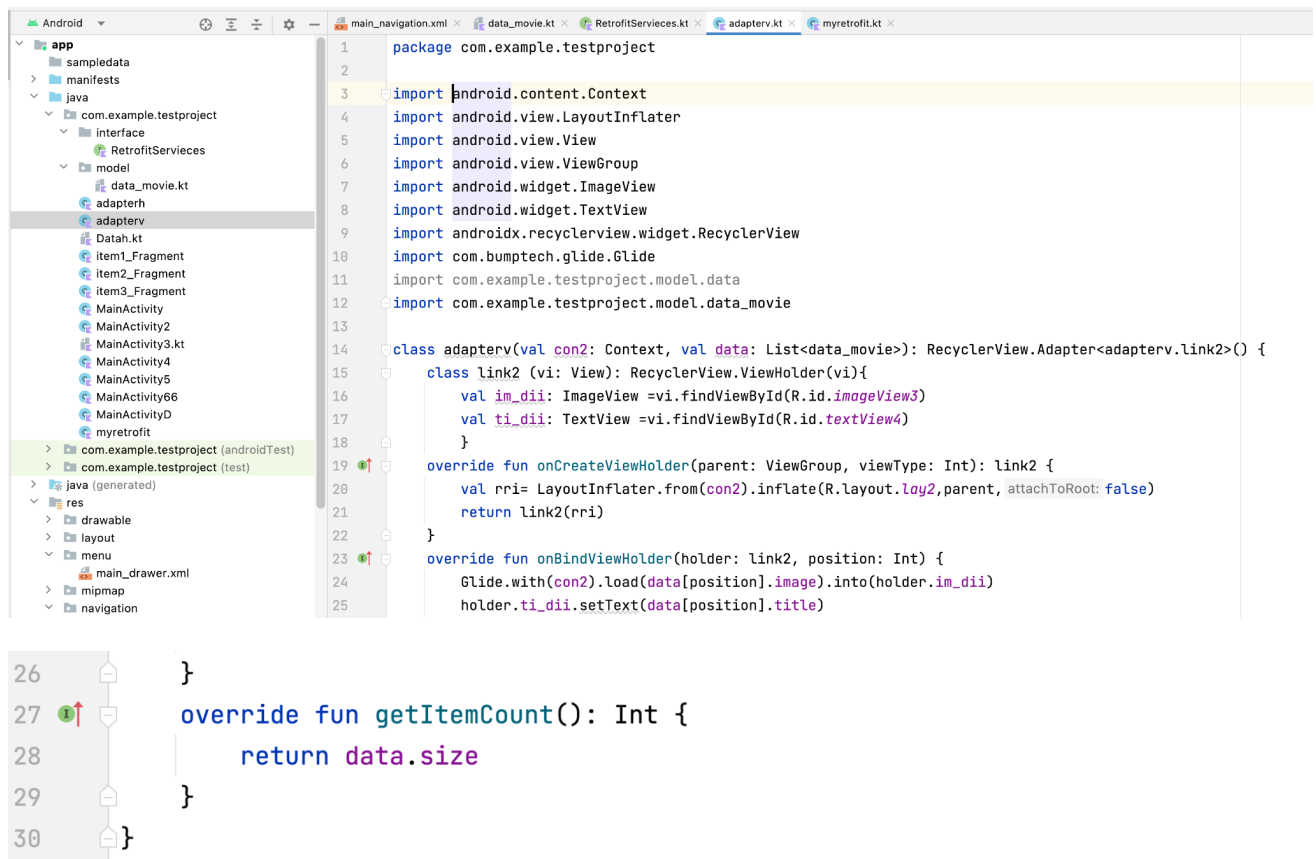 Android
main_navigation.xml
data_movie.kt
RetrofitServieces.kt
adapterv.kt
myretrofit.kt
app
sampledata
manifests
java
com.example.testproject
interface
RetrofitServieces
model
data_movie.kt
adapterh
adapterv
Datah.kt
item1_Fragment
item2_Fragment
item3_Fragment
MainActivity
MainActivity2
MainActivity3.kt
MainActivity4
MainActivity5
MainActivity66
MainActivityD
myretrofit
com.example.testproject (androidTest)
com.example.testproject (test)
java (generated)
res
drawable
layout
menu
main_drawer.xml
mipmap
navigation
1 package com.example.testproject
2
3 import android.content.Context
4 import android.view.LayoutInflater
5 import android.view.View
6 import android.view.ViewGroup
7 import android.widget.ImageView
8 import android.widget.TextView
9 import androidx.recyclerview.widget.RecyclerView
10 import com.bumptech.glide.Glide
11 import com.example.testproject.model.data
12 import com.example.testproject.model.data_movie
13
14 class adapterv(val con2: Context, val data: List<data_movie>): RecyclerView.Adapter<adapterv.link2>() {
15 class link2 (vi: View): RecyclerView.ViewHolder(vi){
16 val im_dii: ImageView =vi.findViewById(R.id.imageView3)
17 val ti_dii: TextView =vi.findViewById(R.id.textView4)
18 }
19 override fun onCreateViewHolder(parent: ViewGroup, viewType: Int): link2 {
20 val rri= LayoutInflater.from(con2).inflate(R.layout.lay2,parent, attachToRoot: false)
21 return link2(rri)
22 }
23 override fun onBindViewHolder(holder: link2, position: Int) {
24 Glide.with(con2).load(data[position].image).into(holder.im_dii)
25 holder.ti_dii.setText(data[position].title)
26 }
27 override fun getItemCount(): Int {
28 return data.size
29 }
30 }